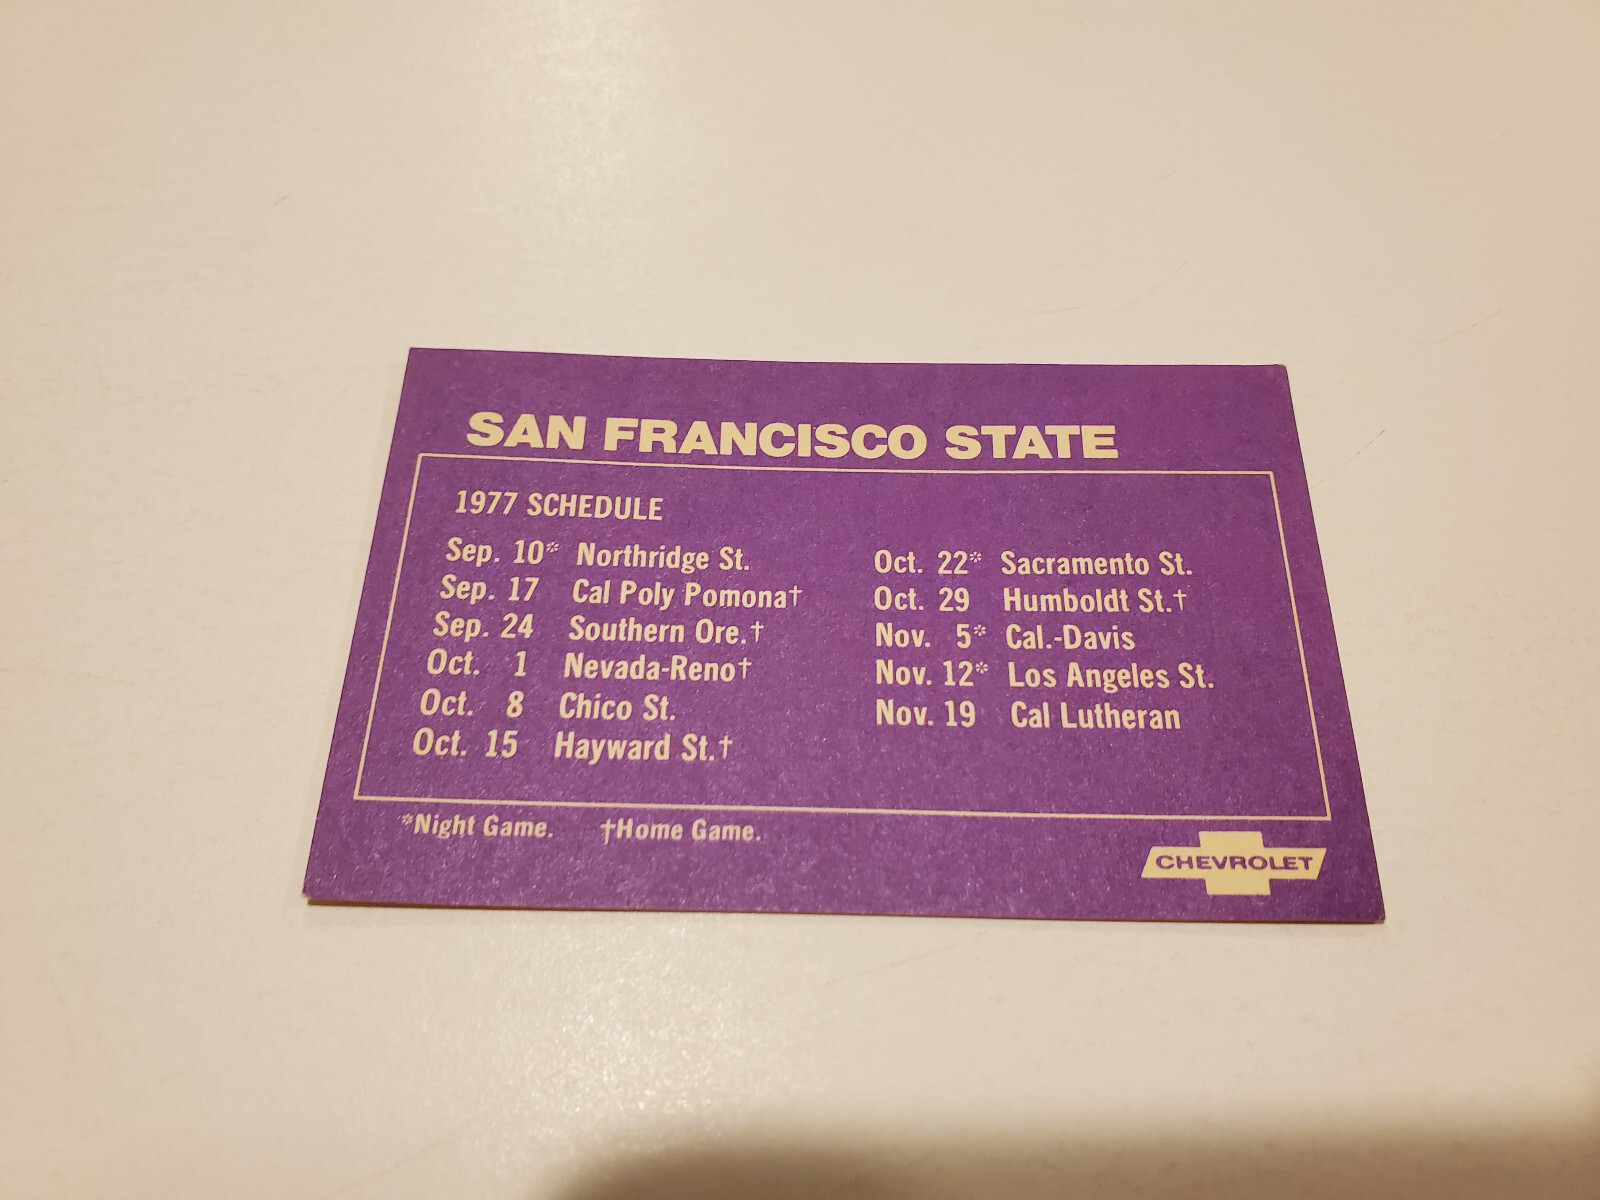 SAN FRANCISCO STATE
1977 SCHEDULE
Sep. 10* Northridge St.
Sep. 17 Cal Poly Pomona†
Sep. 24 Southern Ore.†
Oct. 1 Nevada-Reno†
Oct. 8 Chico St.
Oct. 15 Hayward St.†
Oct. 22* Sacramento St.
Oct. 29 Humboldt St.†
Nov. 5* Cal.-Davis
Nov. 12* Los Angeles St.
Nov. 19 Cal Lutheran
*Night Game. †Home Game.
CHEVROLET